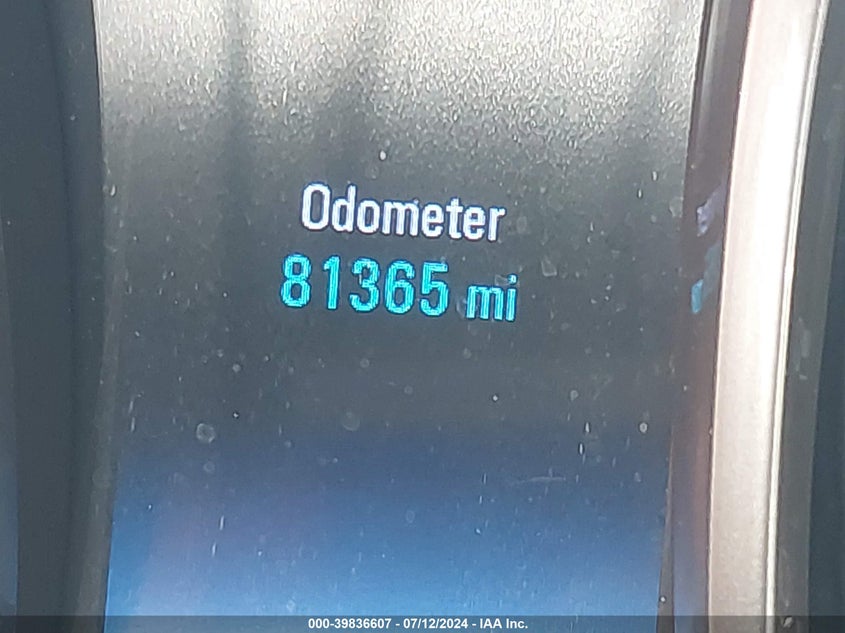 Odometer
81365 mi
000-39836607 - 07/12/2024 - IAA Inc.